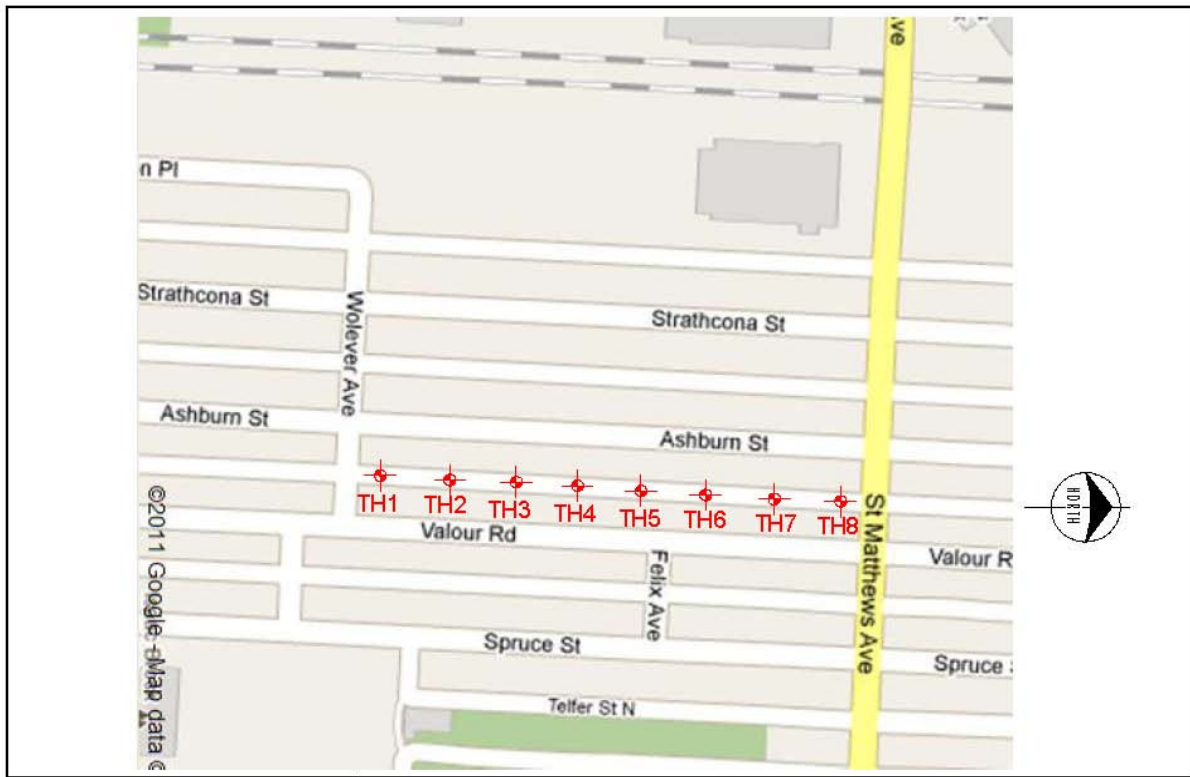 Ave
n Pl
Strathcona St
Wolever Ave
Strathcona St
Ashburn St
Ashburn St
TH1
TH2
TH3
TH4
TH5
TH6
TH7
TH8
NORTH
©2011 Google - Map data ©
Valour Rd
Felix Ave
St Matthews Ave
Valour R
Spruce St
Spruce
Telfer St N